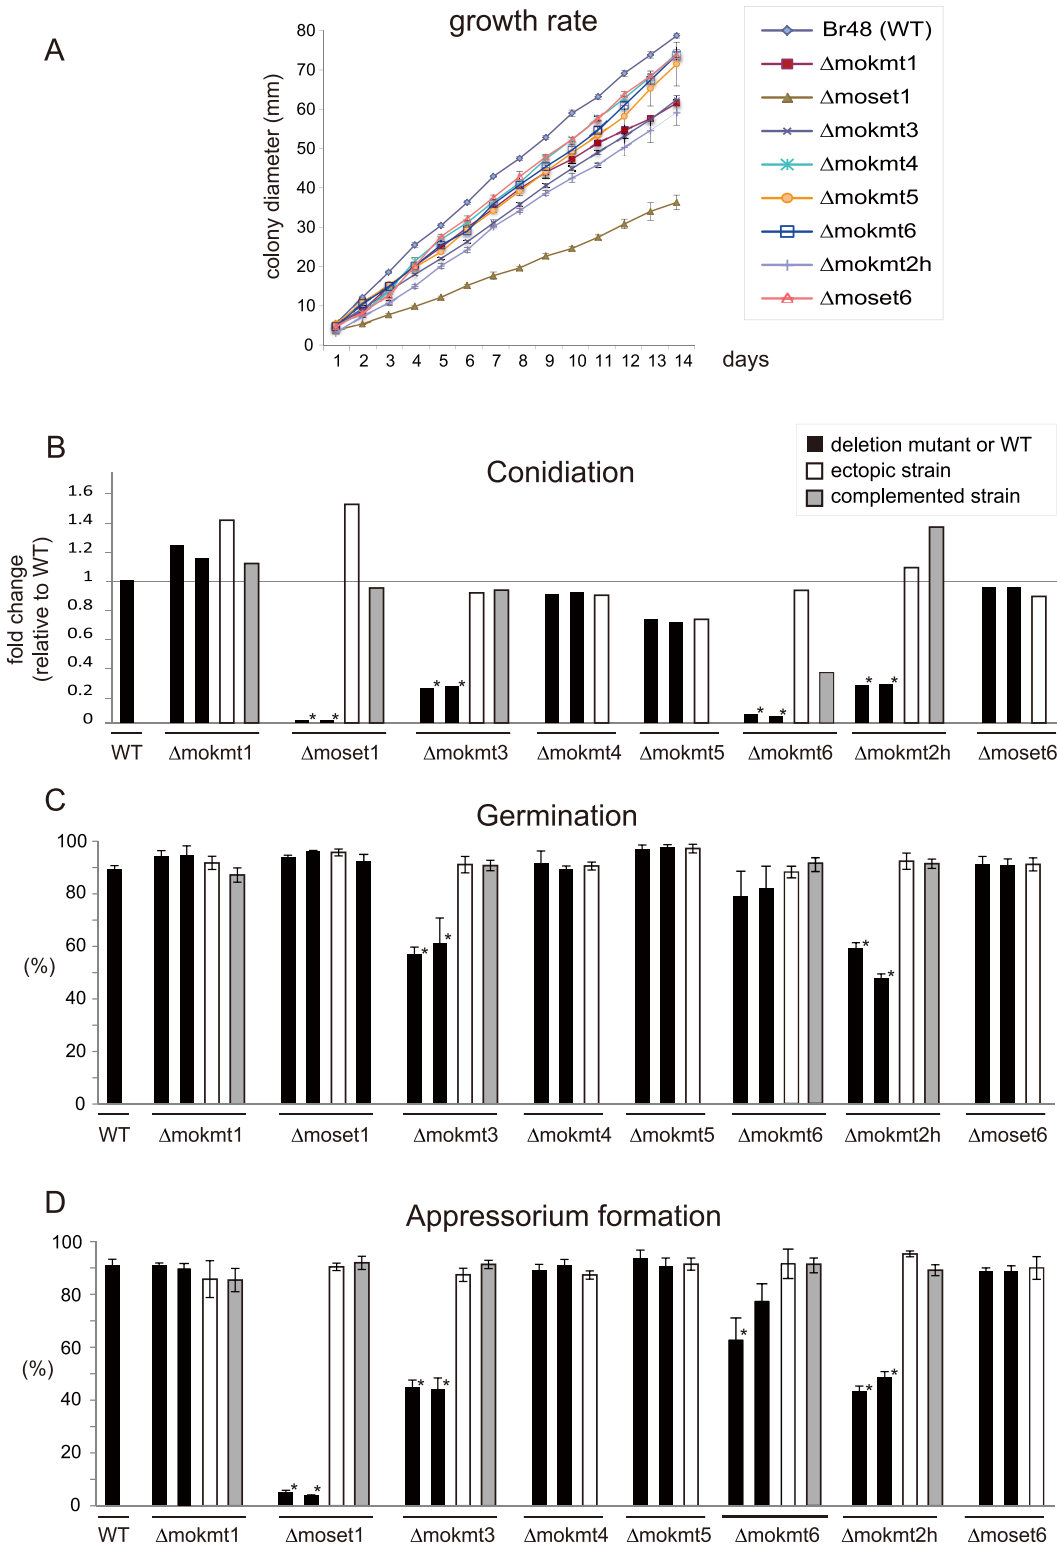 A
growth rate
colony diameter (mm)
80
70
60
50
40
30
20
10
0
1 2 3 4 5 6 7 8 9 10 11 12 13 14
days
Br48 (WT)
Δmokmt1
Δmoset1
Δmokmt3
Δmokmt4
Δmokmt5
Δmokmt6
Δmokmt2h
Δmoset6
B
Conidiation
deletion mutant or WT
ectopic strain
complemented strain
fold change
(relative to WT)
1.6
1.4
1.2
1
0.8
0.6
0.4
0.2
0
* * * * * * * *
WT Δmokmt1 Δmoset1 Δmokmt3 Δmokmt4 Δmokmt5 Δmokmt6 Δmokmt2h Δmoset6
C
Germination
(%)
100
80
60
40
20
0
* * * *
WT Δmokmt1 Δmoset1 Δmokmt3 Δmokmt4 Δmokmt5 Δmokmt6 Δmokmt2h Δmoset6
D
Appressorium formation
(%)
100
80
60
40
20
0
* * * * * * *
WT Δmokmt1 Δmoset1 Δmokmt3 Δmokmt4 Δmokmt5 Δmokmt6 Δmokmt2h Δmoset6